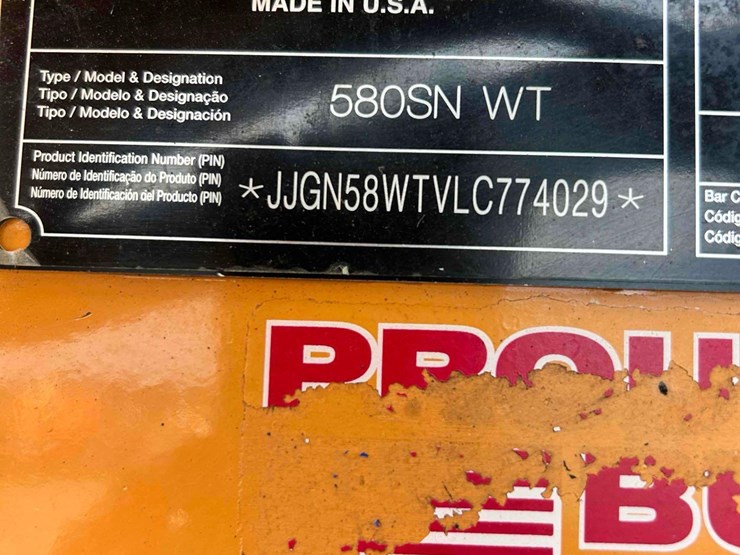 MADE IN U.S.A.
Type / Model & Designation
Tipo / Modelo & Designação
Tipo / Modelo & Designación
580SN WT
Product Identification Number (PIN)
Número de Identificação do Produto (PIN)
Número de Identificación del Producto (PIN)
*JJGN58WTVLC774029*
Bar